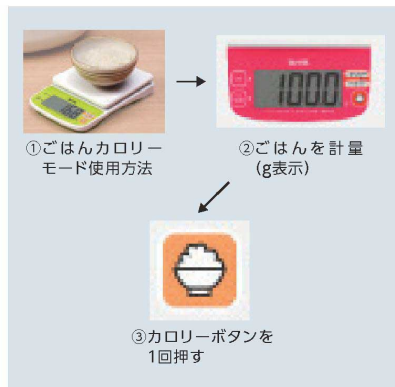 ①ごはんカロリー
モード使用方法
1000
②ごはんを計量
(g表示)
③カロリーボタンを
1回押す